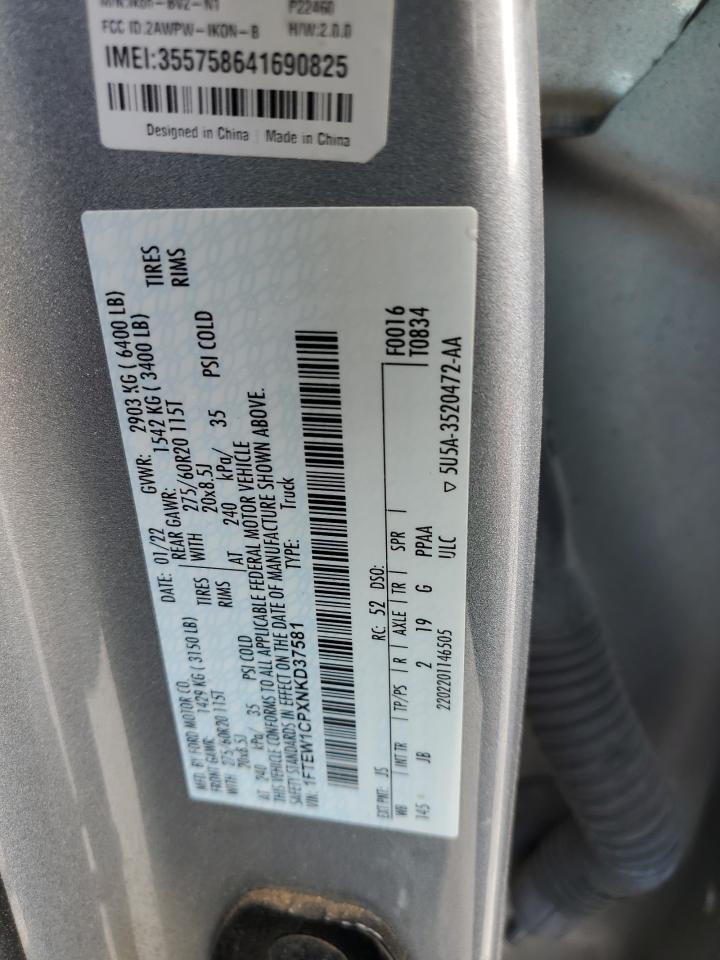 M/N:Ikon-BV2-N1 P22460
FCC ID:2AWPW-IKON-B H/W:2.0.0
IMEI:355758641690825
Designed in China | Made in China
MFD. BY FORD MOTOR CO. DATE: 01/22 GVWR: 2903 KG ( 6400 LB)
FRONT GAWR: 1429 KG ( 3150 LB) REAR GAWR: 1542 KG ( 3400 LB)
WITH 275/60R20 115T TIRES WITH 275/60R20 115T TIRES
20x8.5J RIMS 20x8.5J RIMS
AT 240 kPa/ 35 PSI COLD AT 240 kPa/ 35 PSI COLD
THIS VEHICLE CONFORMS TO ALL APPLICABLE FEDERAL MOTOR VEHICLE
SAFETY STANDARDS IN EFFECT ON THE DATE OF MANUFACTURE SHOWN ABOVE.
VIN: 1FTEW1CPXNKD37581 TYPE: Truck
F0016
T0834
EXT PNT: JS RC: 52 DSO:
WB INT TR TP/PS R AXLE TR SPR
145 JB 2 19 G PPAA
2202201146505 ULC ▽ 5U5A-3520472-AA